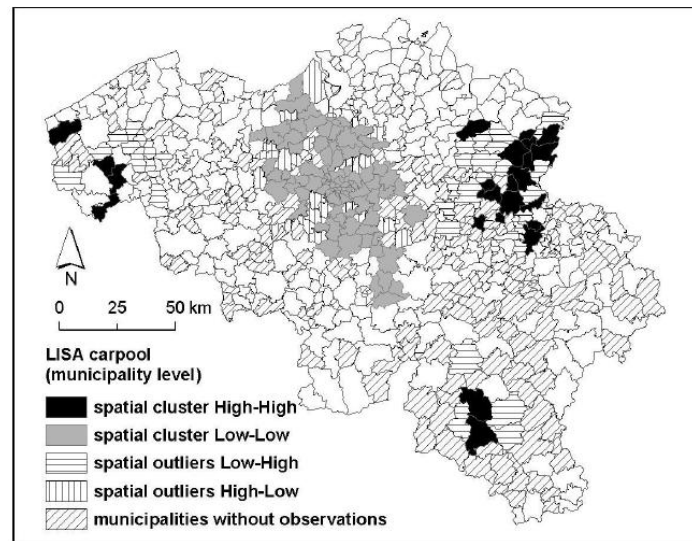 N
0 25 50 km
LISA carpool
(municipality level)
spatial cluster High-High
spatial cluster Low-Low
spatial outliers Low-High
spatial outliers High-Low
municipalities without observations